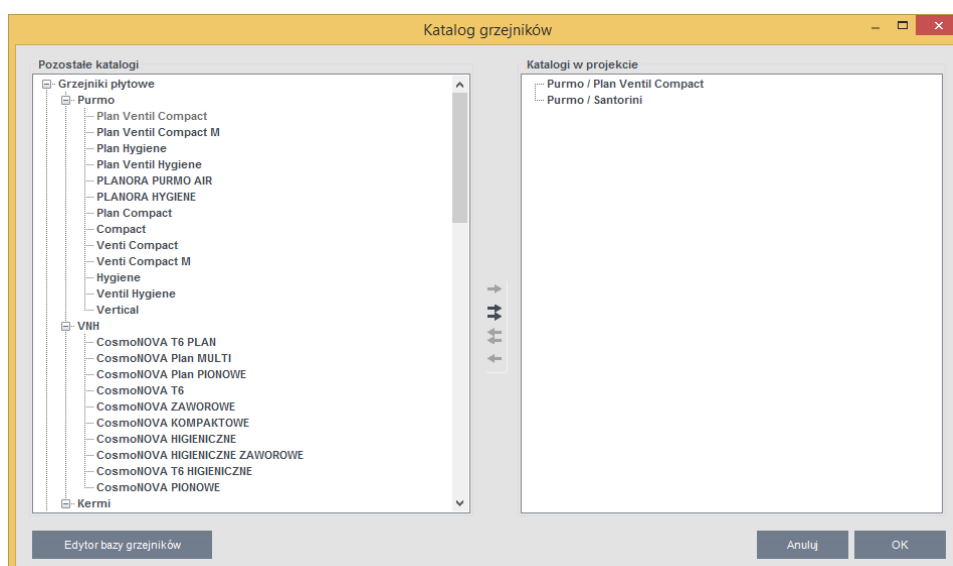 Katalog grzejników
Pozostałe katalogi
Grzejniki płytowe
Purmo
Plan Ventil Compact
Plan Ventil Compact M
Plan Hygiene
Plan Ventil Hygiene
PLANORA PURMO AIR
PLANORA HYGIENE
Plan Compact
Compact
Venti Compact
Venti Compact M
Hygiene
Ventil Hygiene
Vertical
VNH
CosmoNOVA T6 PLAN
CosmoNOVA Plan MULTI
CosmoNOVA Plan PIONOWE
CosmoNOVA T6
CosmoNOVA ZAWOROWE
CosmoNOVA KOMPAKTOWE
CosmoNOVA HIGIENICZNE
CosmoNOVA HIGIENICZNE ZAWOROWE
CosmoNOVA T6 HIGIENICZNE
CosmoNOVA PIONOWE
Kermi
Katalogi w projekcie
Purmo / Plan Ventil Compact
Purmo / Santorini
Edytor bazy grzejników
Anuluj
OK